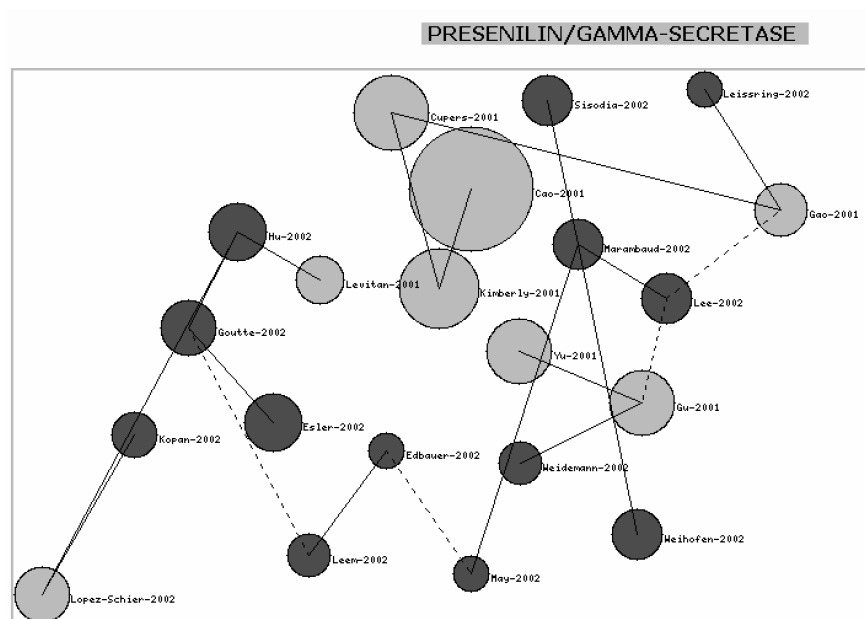 PRESENILIN/GAMMA-SECRETASE
Leissring-2002
Sisodia-2002
Cupers-2001
Cao-2001
Gao-2001
Hu-2002
Marambaud-2002
Levitan-2001
Kimberly-2001
Lee-2002
Goutte-2002
Yu-2001
Gu-2001
Esler-2002
Kopan-2002
Edbauer-2002
Weidemann-2002
Weihofen-2002
Leem-2002
May-2002
Lopez-Schier-2002